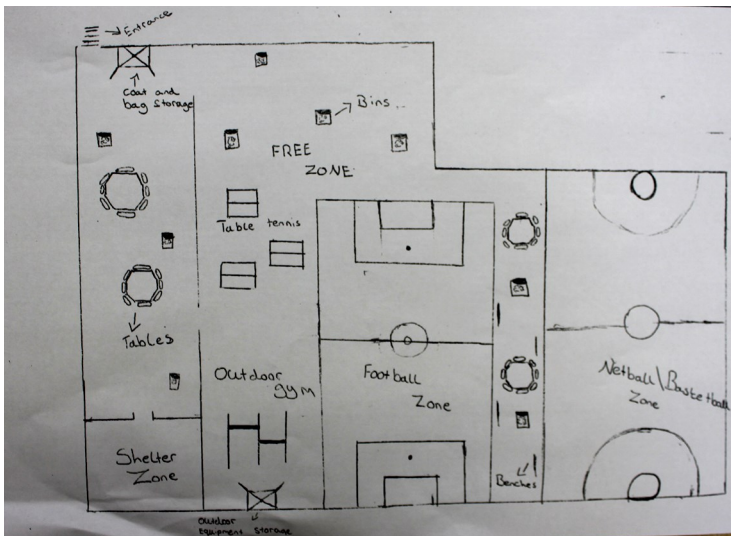 Entrance
Coat and
bag storage
Bins..
FREE
ZONE
Table tennis
Tables
Outdoor
gym
Football
Zone
Netball\Basketball
Zone
Shelter
Zone
Benches
Outdoor
Equipment Storage